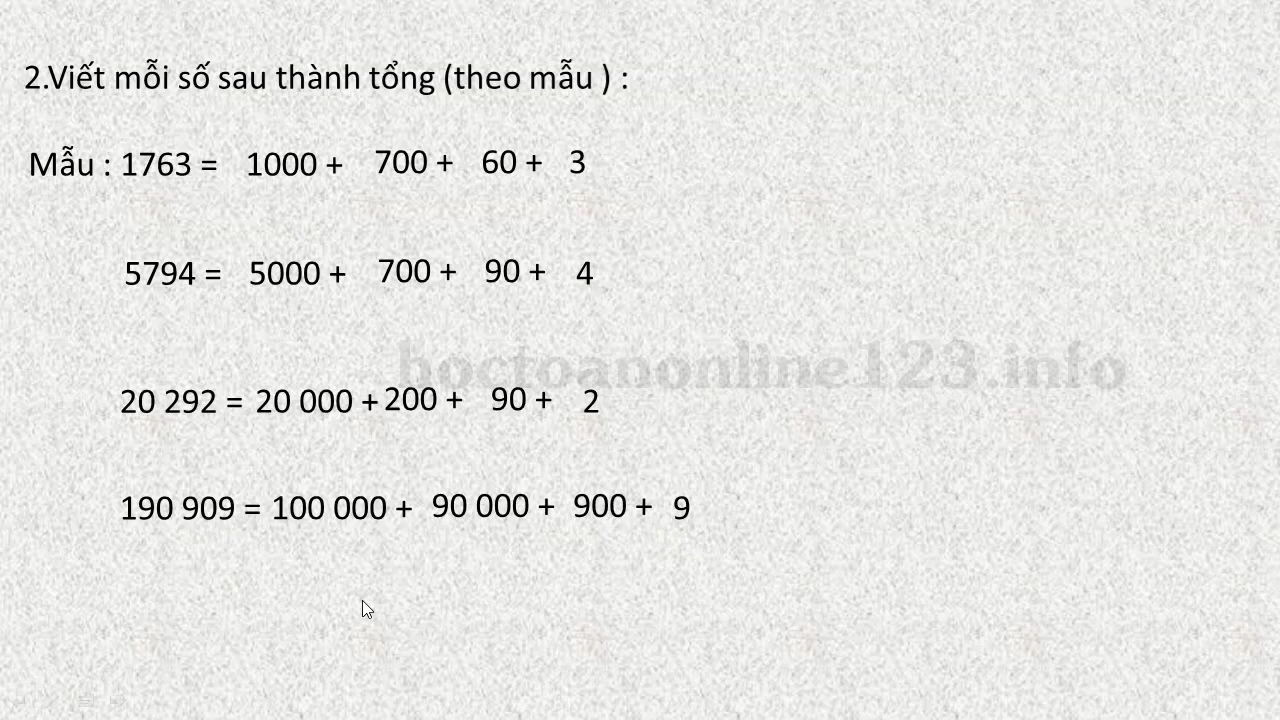 2.Viết mỗi số sau thành tổng (theo mẫu ) :
Mẫu : 1763 = 1000 + 700 + 60 + 3
5794 = 5000 + 700 + 90 + 4
hoctoanonline123.info
20 292 = 20 000 + 200 + 90 + 2
190 909 = 100 000 + 90 000 + 900 + 9